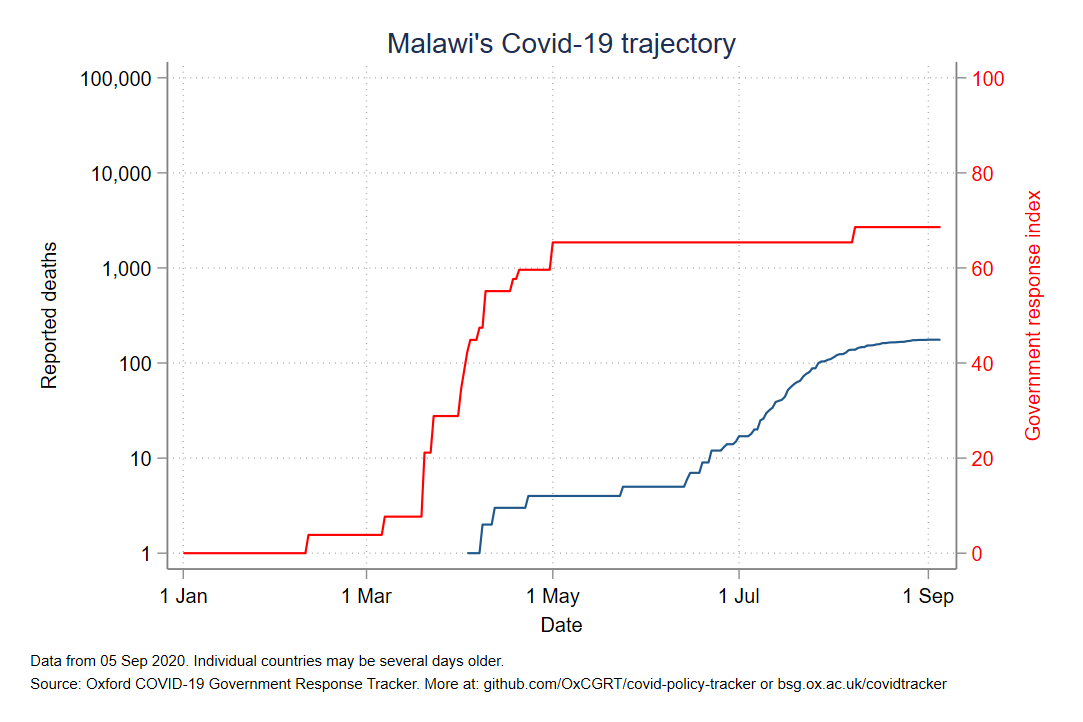 Malawi's Covid-19 trajectory
100,000
10,000
1,000
100
10
1
Reported deaths
100
80
60
40
20
0
Government response index
1 Jan
1 Mar
1 May
1 Jul
1 Sep
Date
Data from 05 Sep 2020. Individual countries may be several days older.
Source: Oxford COVID-19 Government Response Tracker. More at: github.com/OxCGRT/covid-policy-tracker or bsg.ox.ac.uk/covidtracker